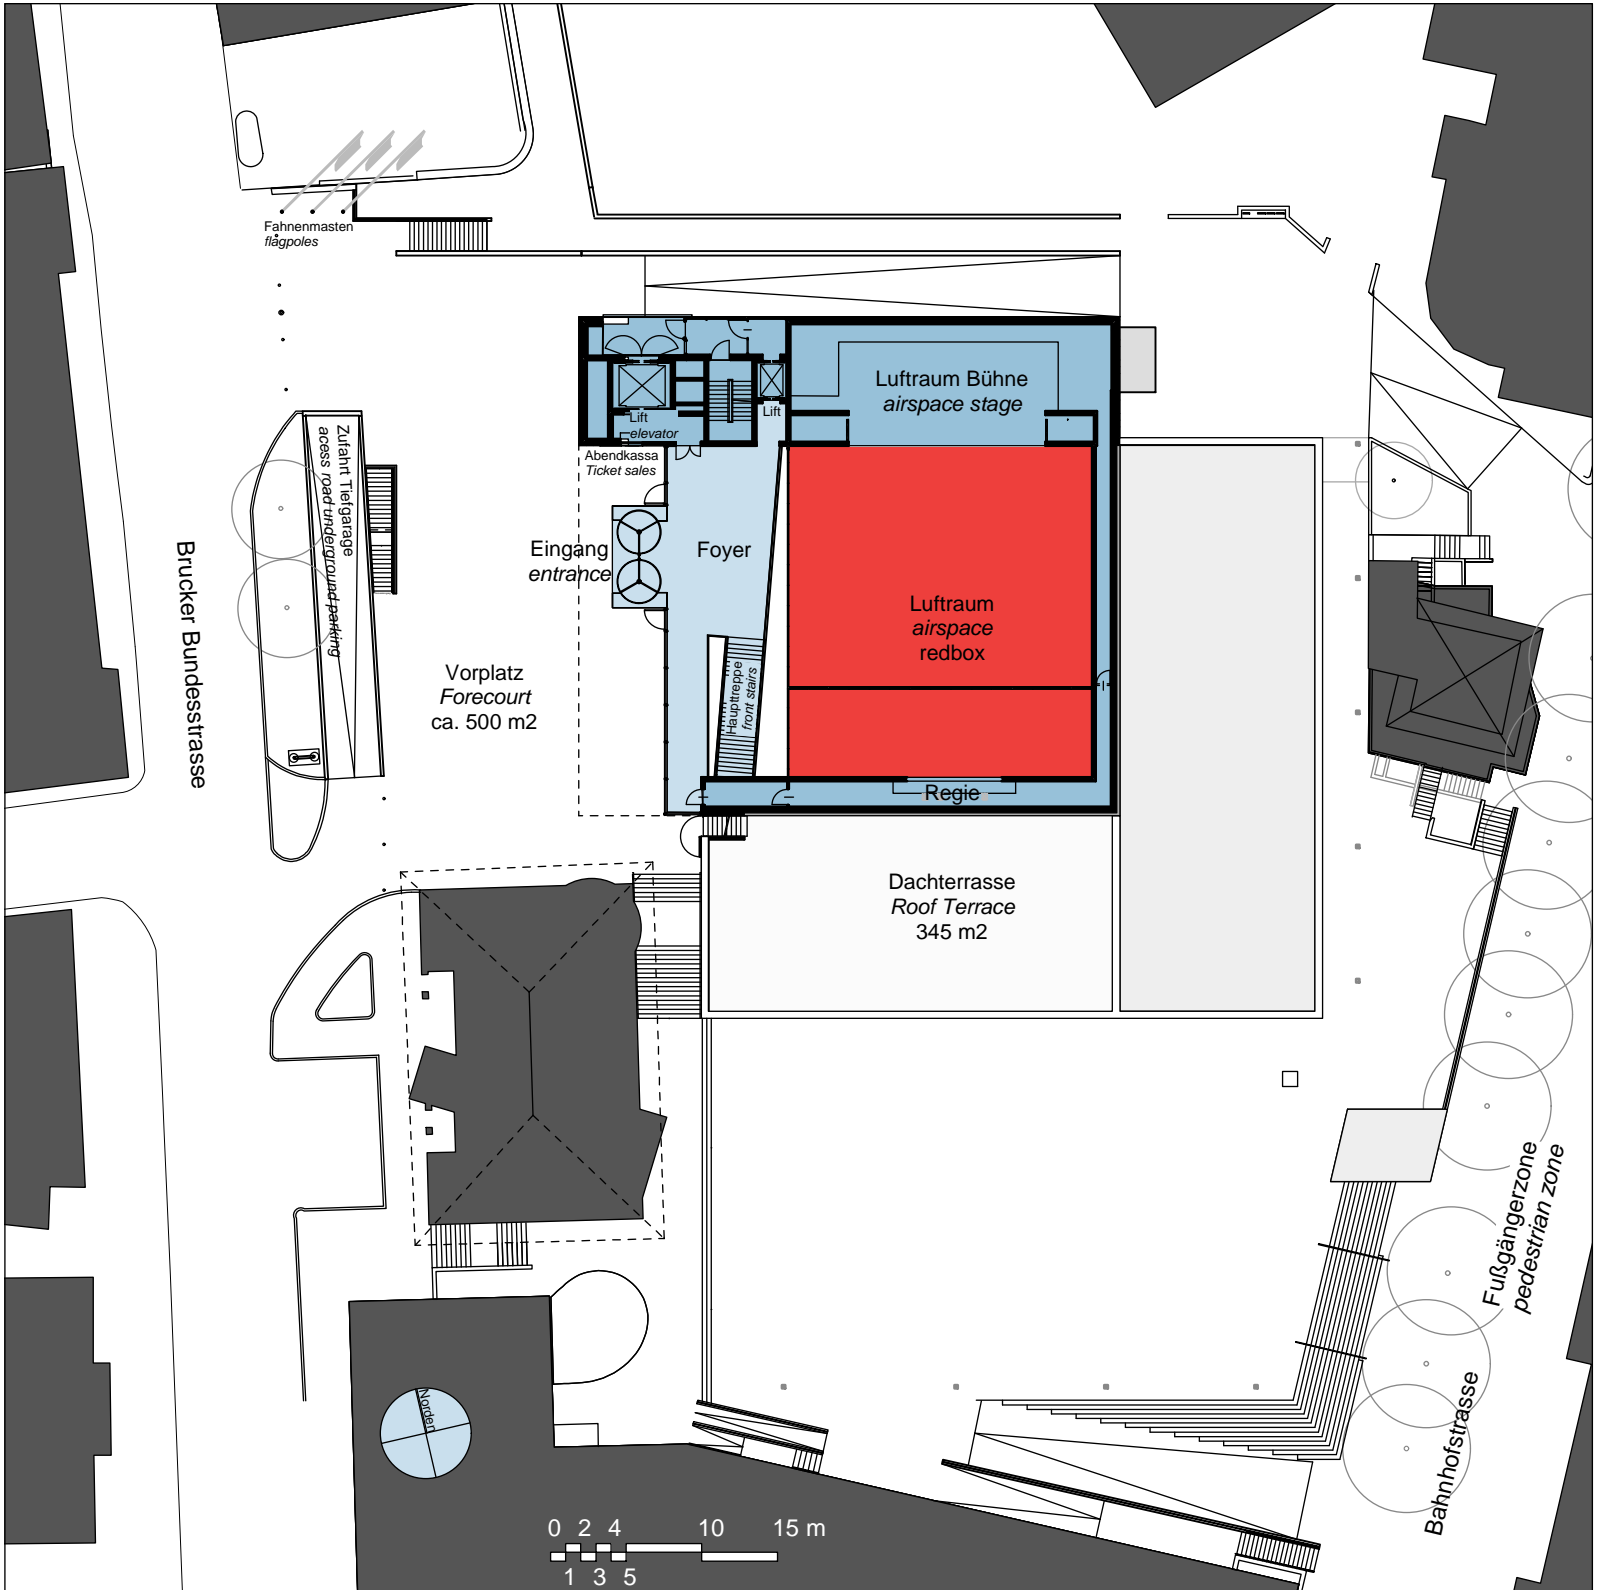 Fahnenmasten
flagpoles
Luftraum Bühne
airspace stage
Lift
elevator
Lift
Abendkassa
Ticket sales
Zufahrt Tiefgarage
acess road underground parking
Eingang
entrance
Foyer
Brucker Bundesstrasse
Luftraum
airspace
redbox
Vorplatz
Forecourt
ca. 500 m2
Haupttreppe
front stairs
Regie
Dachterrasse
Roof Terrace
345 m2
Fußgängerzone
pedestrian zone
Bahnhofstrasse
Norden
0 2 4 10 15 m
1 3 5